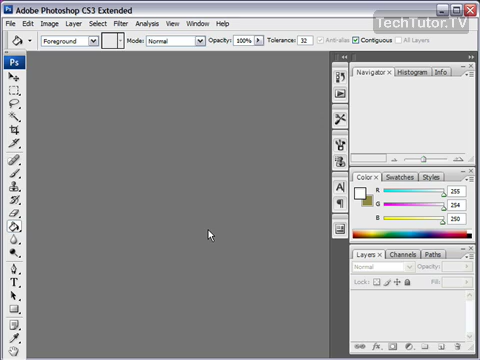 Adobe Photoshop CS3 Extended
TechTutor.TV
File Edit Image Layer Select Filter Analysis View Window Help
Foreground Mode: Normal Opacity: 100% Tolerance: 32 Anti-alias Contiguous All Layers
Ps
Navigator × Histogram Info
Color × Swatches Styles
R 255
G 254
B 250
Layers × Channels Paths
Normal Opacity:
Lock: Fill:
T
A
fx